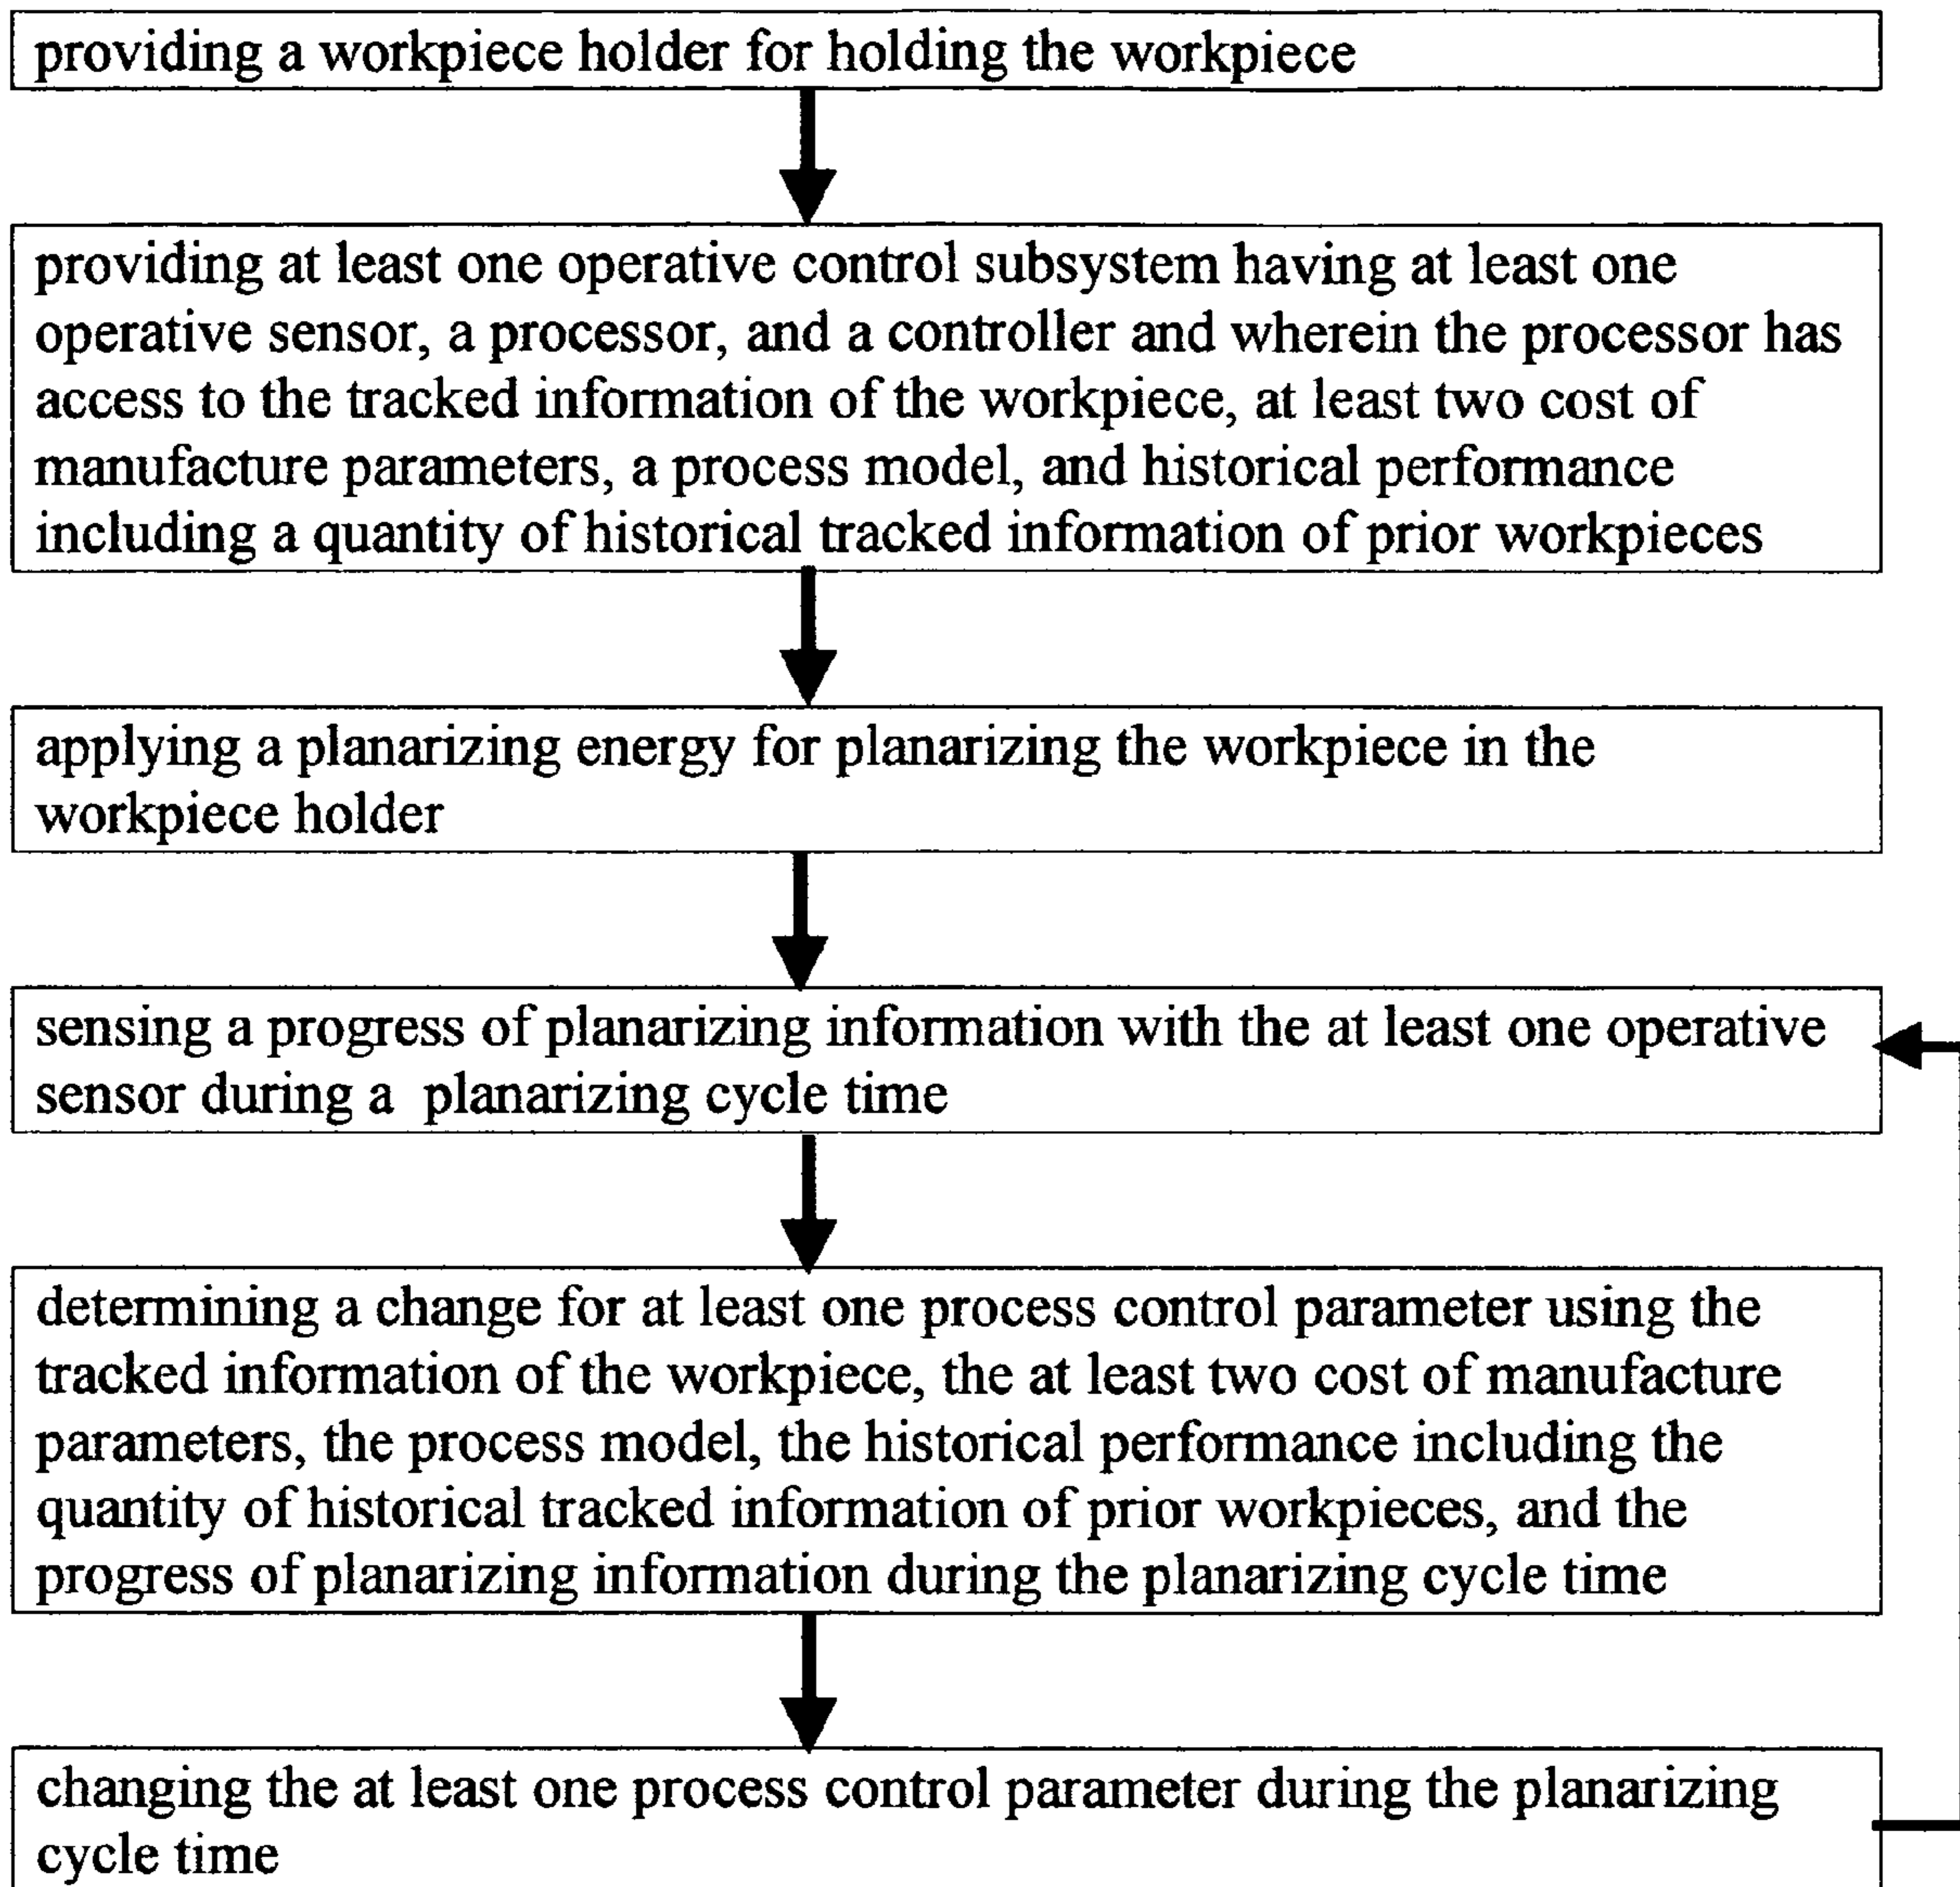 providing a workpiece holder for holding the workpiece
providing at least one operative control subsystem having at least one
operative sensor, a processor, and a controller and wherein the processor has
access to the tracked information of the workpiece, at least two cost of
manufacture parameters, a process model, and historical performance
including a quantity of historical tracked information of prior workpieces
applying a planarizing energy for planarizing the workpiece in the
workpiece holder
sensing a progress of planarizing information with the at least one operative
sensor during a planarizing cycle time
determining a change for at least one process control parameter using the
tracked information of the workpiece, the at least two cost of manufacture
parameters, the process model, the historical performance including the
quantity of historical tracked information of prior workpieces, and the
progress of planarizing information during the planarizing cycle time
changing the at least one process control parameter during the planarizing
cycle time